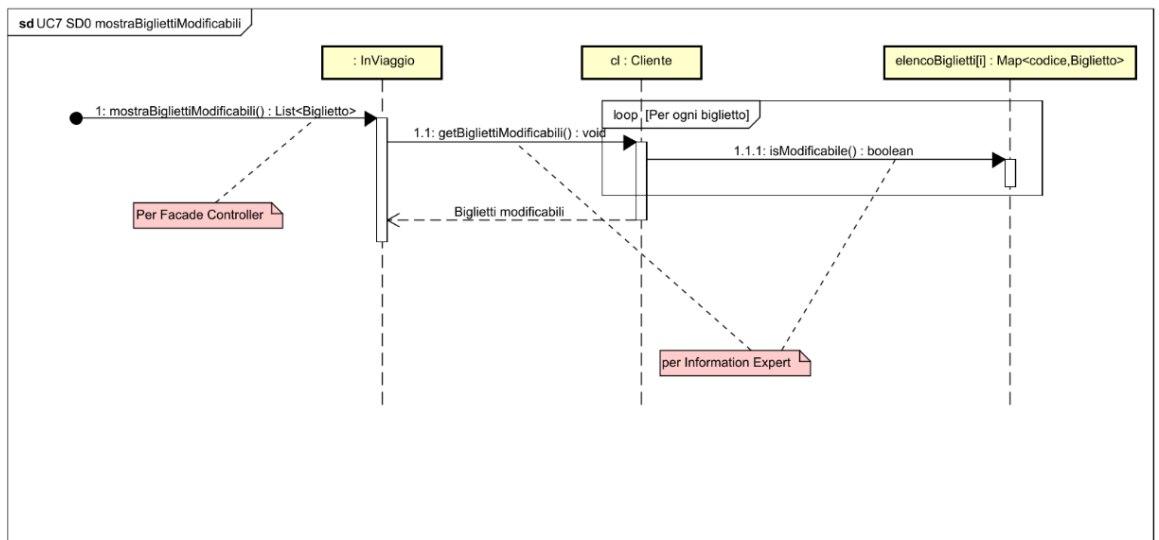 sd UC7 SD0 mostraBigliettiModificabili
: InViaggio
cl : Cliente
elencoBiglietti[i] : Map<codice,Biglietto>
1: mostraBigliettiModificabili() : List<Biglietto>
loop [Per ogni biglietto]
1.1: getBigliettiModificabili() : void
1.1.1: isModificabile() : boolean
Per Facade Controller
Biglietti modificabili
per Information Expert